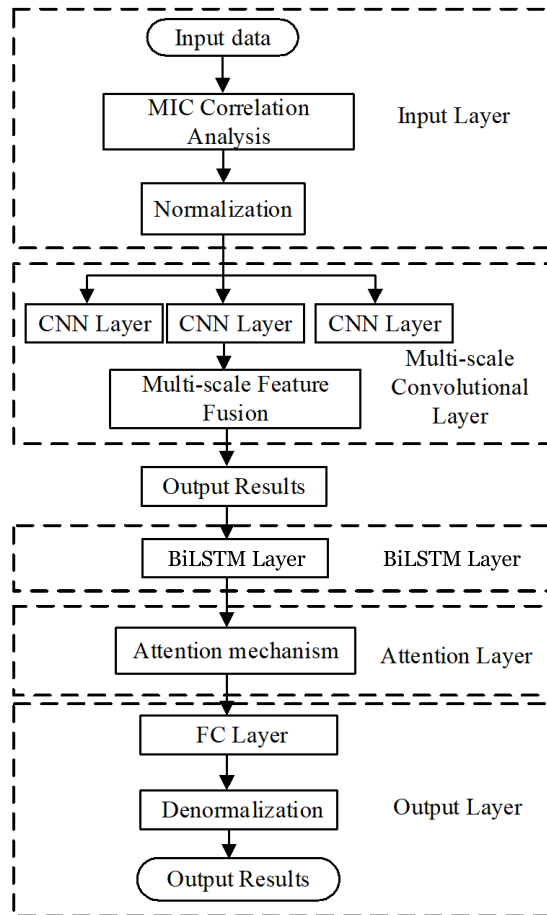 Input data
MIC Correlation
Analysis
Input Layer
Normalization
CNN Layer
CNN Layer
CNN Layer
Multi-scale Feature
Fusion
Multi-scale
Convolutional
Layer
Output Results
BiLSTM Layer
BiLSTM Layer
Attention mechanism
Attention Layer
FC Layer
Denormalization
Output Layer
Output Results